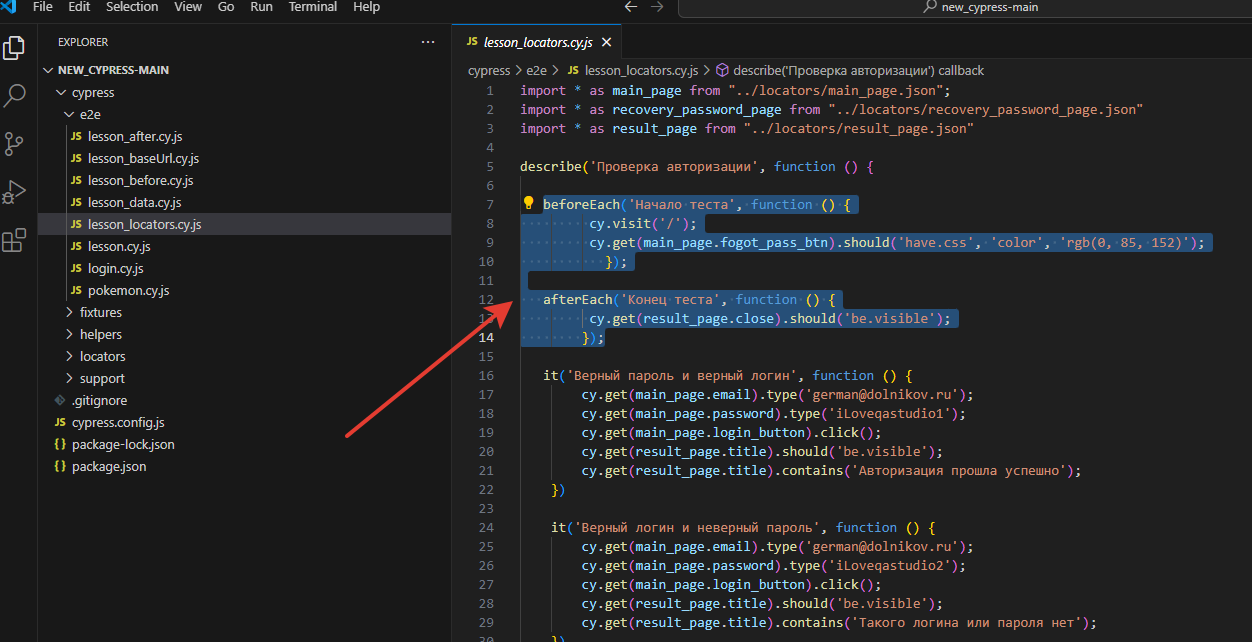 File Edit Selection View Go Run Terminal Help
new_cypress-main
EXPLORER
NEW_CYPRESS-MAIN
cypress
e2e
JS lesson_after.cy.js
JS lesson_baseUrl.cy.js
JS lesson_before.cy.js
JS lesson_data.cy.js
JS lesson_locators.cy.js
JS lesson.cy.js
JS login.cy.js
JS pokemon.cy.js
fixtures
helpers
locators
support
.gitignore
JS cypress.config.js
{} package-lock.json
{} package.json
JS lesson_locators.cy.js
cypress > e2e > JS lesson_locators.cy.js > describe('Проверка авторизации') callback
1 import * as main_page from "../locators/main_page.json";
2 import * as recovery_password_page from "../locators/recovery_password_page.json"
3 import * as result_page from "../locators/result_page.json"
4
5 describe('Проверка авторизации', function () {
6
7 beforeEach('Начало теста', function () {
8 cy.visit('/');
9 cy.get(main_page.fogot_pass_btn).should('have.css', 'color', 'rgb(0, 85, 152)');
10 });
11
12 afterEach('Конец теста', function () {
13 cy.get(result_page.close).should('be.visible');
14 });
15
16 it('Верный пароль и верный логин', function () {
17 cy.get(main_page.email).type('german@dolnikov.ru');
18 cy.get(main_page.password).type('iLoveqastudio1');
19 cy.get(main_page.login_button).click();
20 cy.get(result_page.title).should('be.visible');
21 cy.get(result_page.title).contains('Авторизация прошла успешно');
22 })
23
24 it('Верный логин и неверный пароль', function () {
25 cy.get(main_page.email).type('german@dolnikov.ru');
26 cy.get(main_page.password).type('iLoveqastudio2');
27 cy.get(main_page.login_button).click();
28 cy.get(result_page.title).should('be.visible');
29 cy.get(result_page.title).contains('Такого логина или пароля нет');
30 })